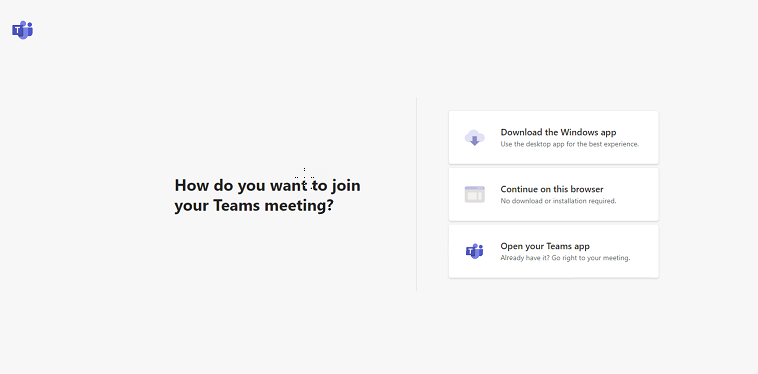 How do you want to join
your Teams meeting?
Download the Windows app
Use the desktop app for the best experience.
Continue on this browser
No download or installation required.
Open your Teams app
Already have it? Go right to your meeting.